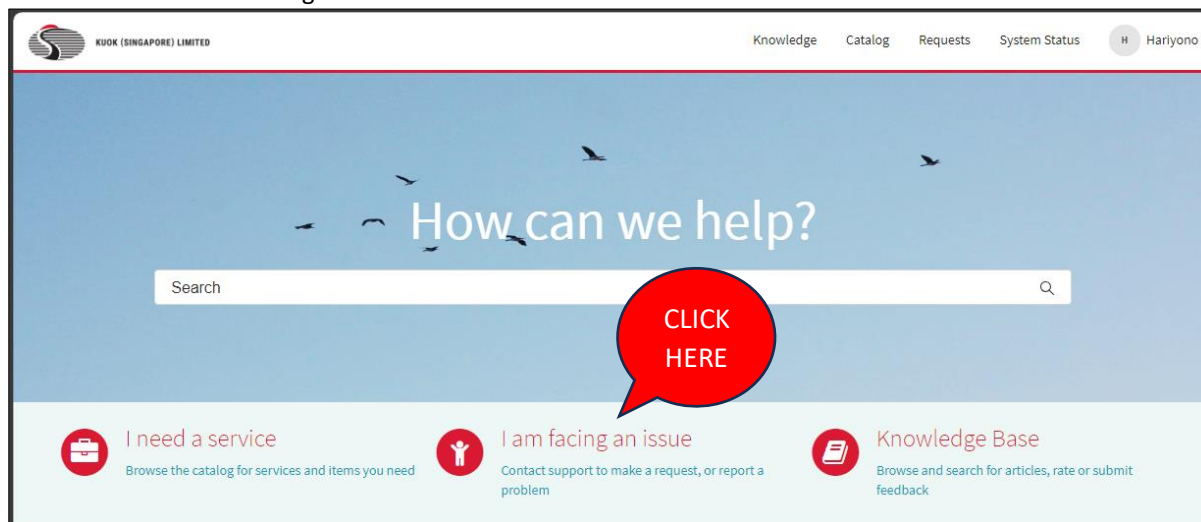 KUOK (SINGAPORE) LIMITED
Knowledge
Catalog
Requests
System Status
H
Hariyono
How can we help?
Search
CLICK
HERE
I need a service
Browse the catalog for services and items you need
I am facing an issue
Contact support to make a request, or report a
problem
Knowledge Base
Browse and search for articles, rate or submit
feedback